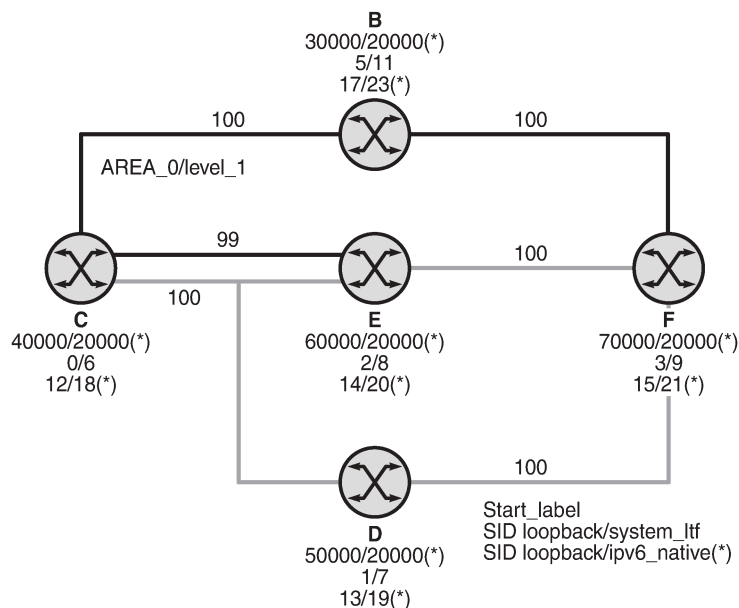 B
30000/20000(*)
5/11
17/23(*)
100
100
AREA_0/level_1
99
100
100
C
40000/20000(*)
0/6
12/18(*)
E
60000/20000(*)
2/8
14/20(*)
F
70000/20000(*)
3/9
15/21(*)
100
D
50000/20000(*)
1/7
13/19(*)
Start_label
SID loopback/system_ltf
SID loopback/ipv6_native(*)